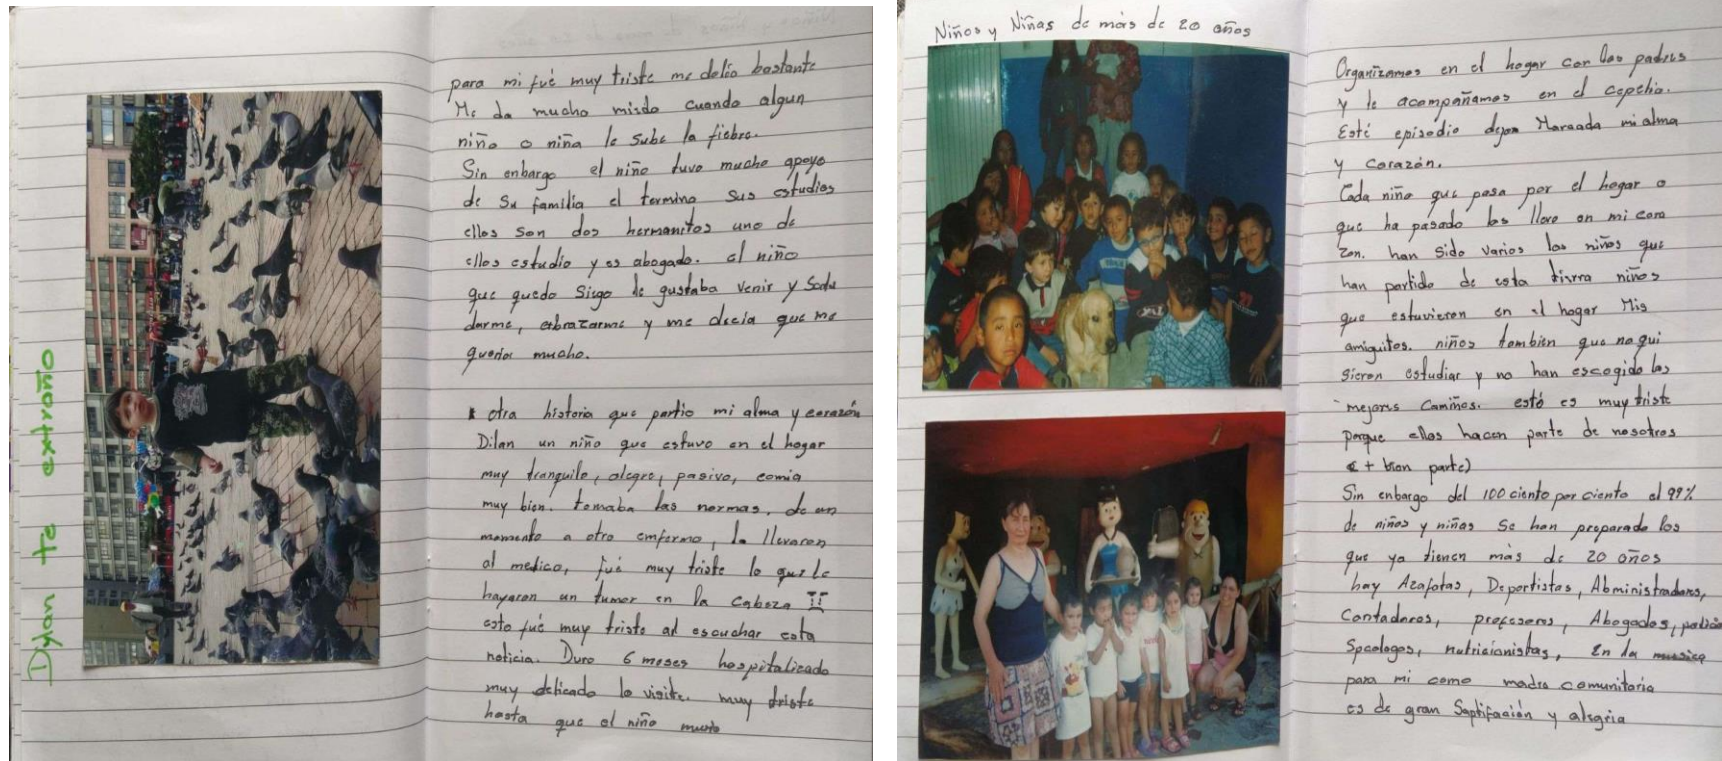 Dylan te extraño
para mi fué muy triste me delio bastante
Me da mucho miedo cuando algun
niño o niña le sube la fiebre.
Sin enbargo el niño tuvo mucho apoyo
de Su familia el termino sus estudios
ellos son dos hermanitos uno de
ellos estudio y es abogado. el niño
que quedo Siego le gustaba venir y Salu
darme, abrazarme y me decia que me
queria mucho.
otra historia que partio mi alma y corazón
Dilan un niño que estuvo en el hogar
muy tranquilo, alegre, pasivo, comia
muy bien. tomaba las normas, de un
momento a otro emfermo, lo llevaron
al medico, fué muy triste lo que le
hayaron un tumor en la Cabeza
esto fué muy triste al escuchar esta
noticia. Duro 6 meses hospitalizado
muy delicado lo visite. muy triste
hasta que el niño murio
Niños y Niñas de más de 20 años
Organizamos en el hogar con los padres
y le acompañamos en el cepelio.
Esté episodio dejo Marcada mi alma
y corazón.
Cada niño que pasa por el hogar o
que ha pasado los llevo en mi cora
zon. han Sido varios los niños que
han partido de esta tierra niños
que estuvieron en el hogar Mis
amiguitos. niños tombien que no qui
sieron estudiar y no han escogido los
mejores Caminos. esté es muy triste
porque ellos hacen parte de nosotros
+ bien parte)
Sin enbargo del 100 ciento por ciento el 99%
de niños y niñas se han preparado los
que ya tienen más de 20 años
hay Azafatas, Deportistas, Abministradores,
Contadores, profesores, Abogados,
Spcologos, nutricionistas, En la musica
para mi como madre comunitaria
es de gran Saptifación y alegria